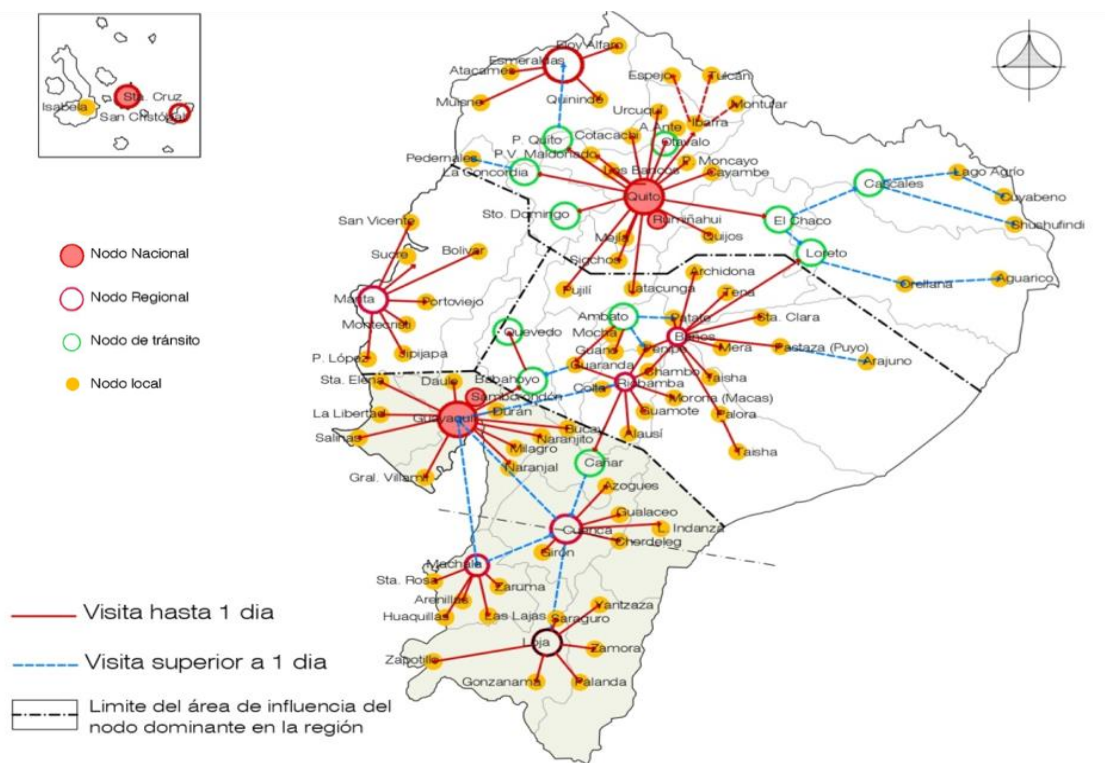 Eloy Alfaro
Esmeraldas
Atacames
Muisne
Quinindé
Espejo
Tulcán
Montufar
Urcuquí
Ibarra
A. Ante
Otavalo
Cotacachi
P. Quito
P.V. Maldonado
Los Bancos
P. Moncayo
Cayambe
Pedernales
La Concordia
Quito
Rumiñahui
Sto. Domingo
Mejía
Quijos
Sigchos
El Chaco
Cascales
Lago Agrío
Cuyabeno
Shushufindi
Loreto
Orellana
Aguarico
Isabela
Sta. Cruz
San Cristóbal
San Vicente
Sucre
Bolívar
Manta
Portoviejo
Montecristi
P. López
Jipijapa
Nodo Nacional
Nodo Regional
Nodo de tránsito
Nodo local
Pujilí
Latacunga
Archidona
Tena
Ambato
Patate
Sta. Clara
Mocha
Baños
Guano
Penipe
Mera
Pastaza (Puyo)
Arajuno
Quevedo
Guaranda
Chambo
Riobamba
Taisha
Colta
Morona (Macas)
Guamote
Palora
Alausí
Taisha
Babahoyo
Sta. Elena
Daule
Samborondón
La Libertad
Guayaquil
Durán
Bucay
Salinas
Naranjito
Milagro
Naranjal
Gral. Villamil
Cañar
Azogues
Gualaceo
Cuenca
L. Indanza
Chordeleg
Girón
Machala
Sta. Rosa
Zaruma
Arenillas
Huaquillas
Las Lajas
Saraguro
Yantzaza
Loja
Zamora
Zapotillo
Gonzanama
Palanda
Visita hasta 1 dia
Visita superior a 1 dia
Limite del área de influencia del
nodo dominante en la región